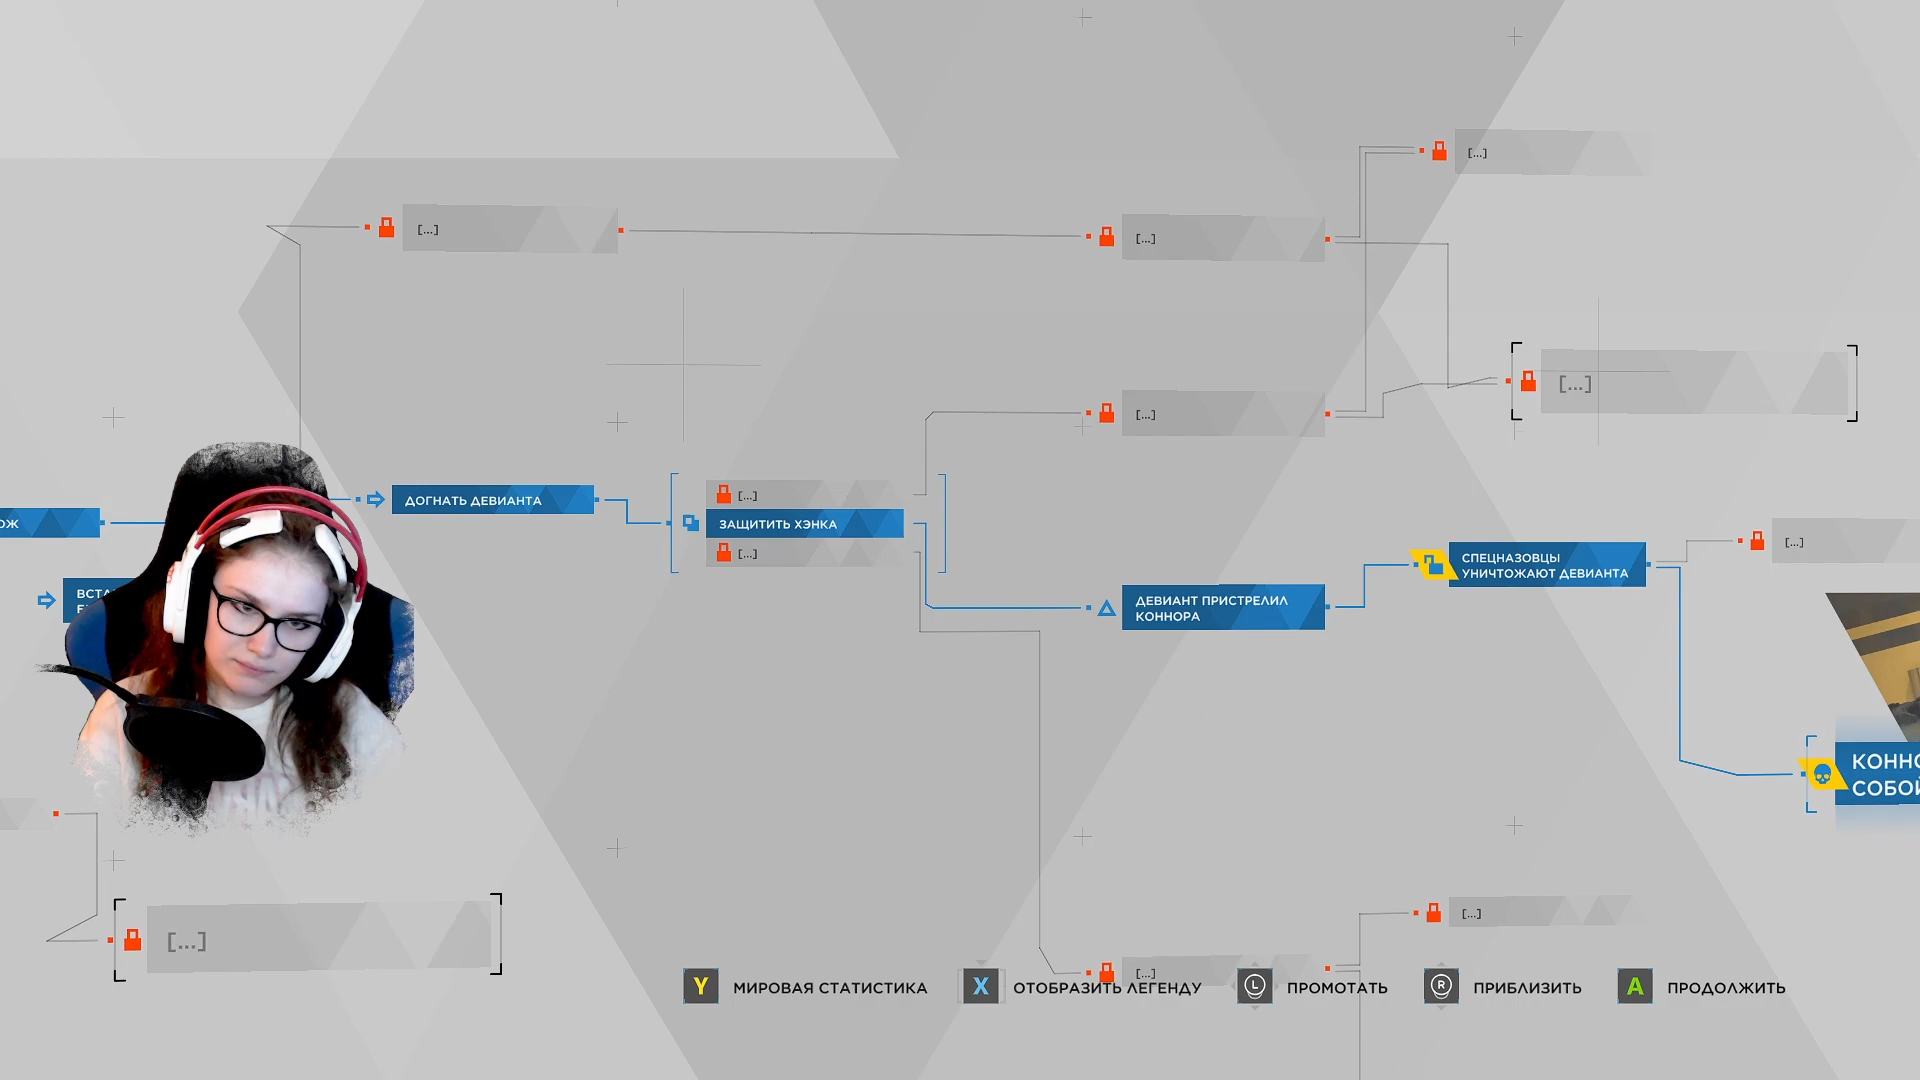 [...]
[...]
[...]
[...]
[...]
ДОГНАТЬ ДЕВИАНТА
[...]
ЗАЩИТИТЬ ХЭНКА
[...]
[...]
СПЕЦНАЗОВЦЫ
УНИЧТОЖАЮТ ДЕВИАНТА
ДЕВИАНТ ПРИСТРЕЛИЛ
КОННОРА
[...]
[...]
[...]
Y МИРОВАЯ СТАТИСТИКА
X ОТОБРАЗИТЬ ЛЕГЕНДУ
L ПРОМОТАТЬ
R ПРИБЛИЗИТЬ
A ПРОДОЛЖИТЬ